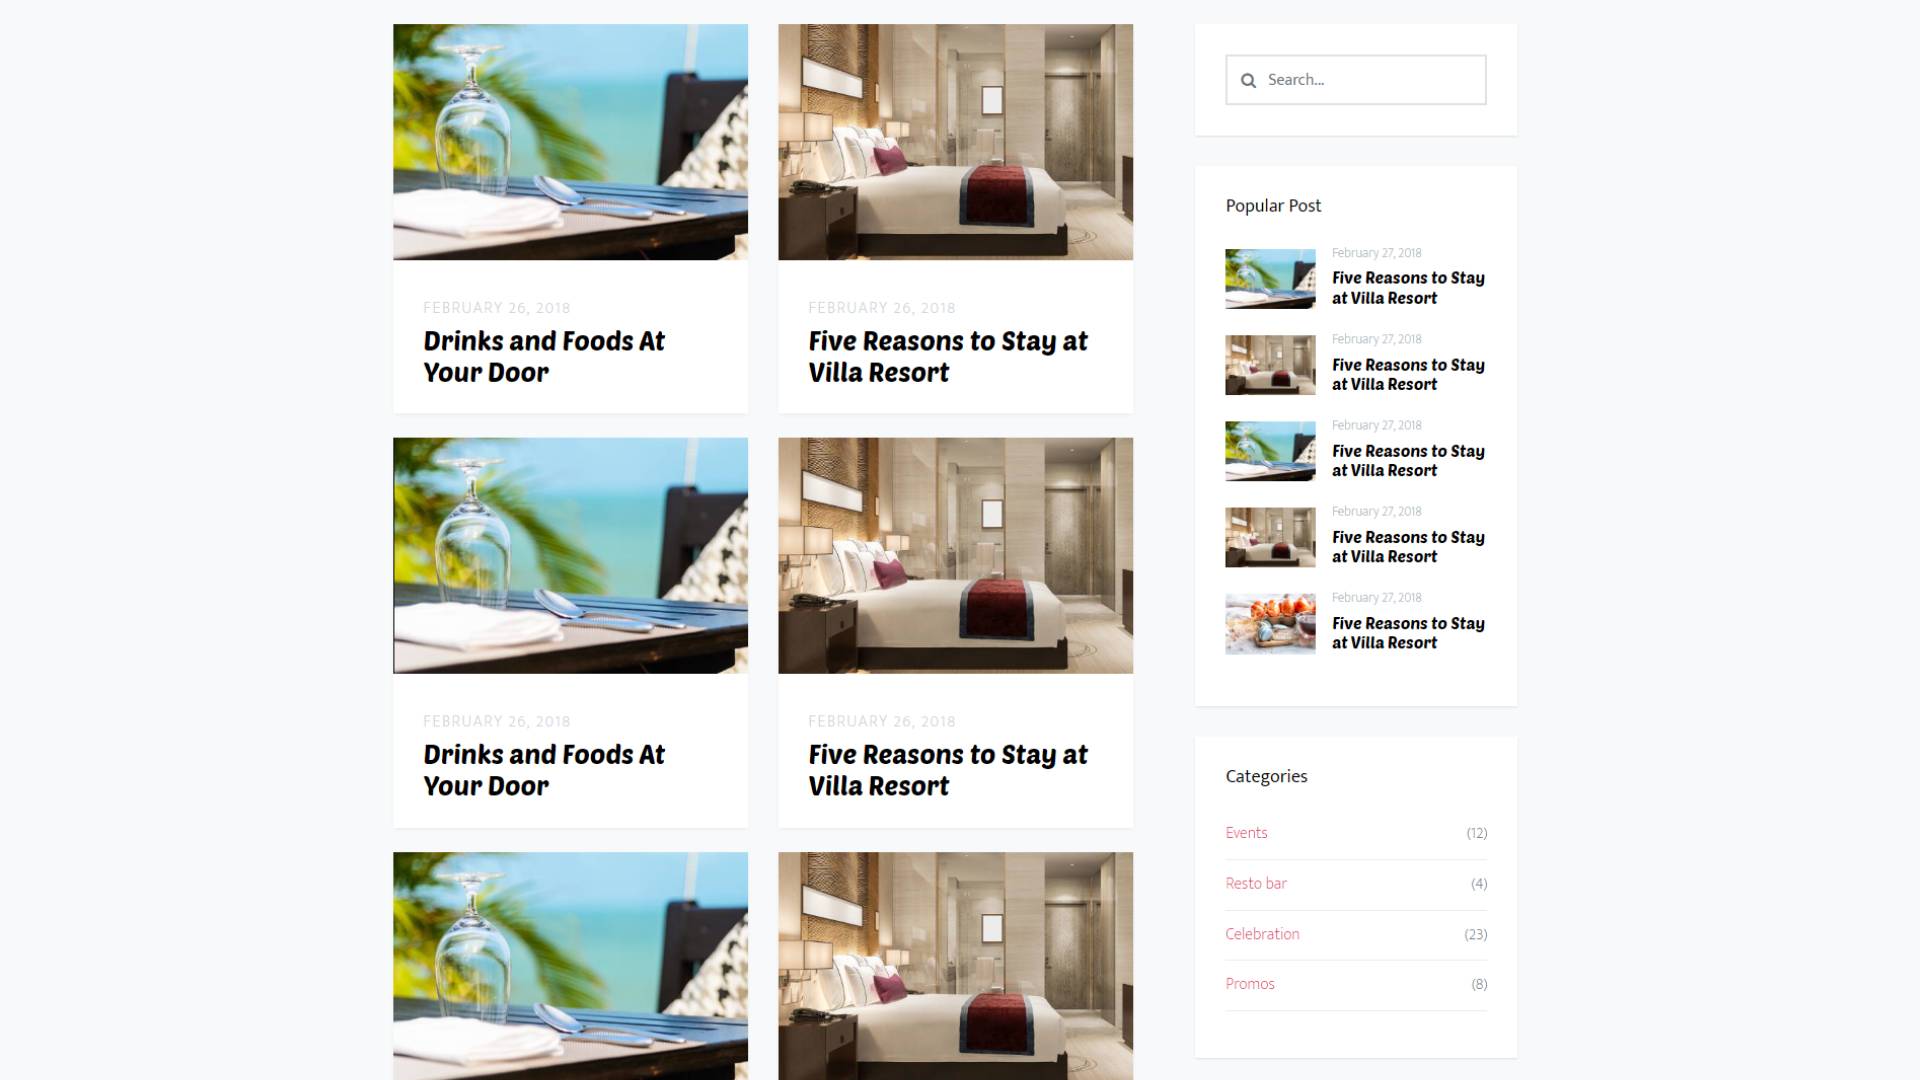 FEBRUARY 26, 2018
Drinks and Foods At
Your Door
FEBRUARY 26, 2018
Five Reasons to Stay at
Villa Resort
FEBRUARY 26, 2018
Drinks and Foods At
Your Door
FEBRUARY 26, 2018
Five Reasons to Stay at
Villa Resort
Search...
Popular Post
February 27, 2018
Five Reasons to Stay
at Villa Resort
February 27, 2018
Five Reasons to Stay
at Villa Resort
February 27, 2018
Five Reasons to Stay
at Villa Resort
February 27, 2018
Five Reasons to Stay
at Villa Resort
February 27, 2018
Five Reasons to Stay
at Villa Resort
Categories
Events (12)
Resto bar (4)
Celebration (23)
Promos (8)